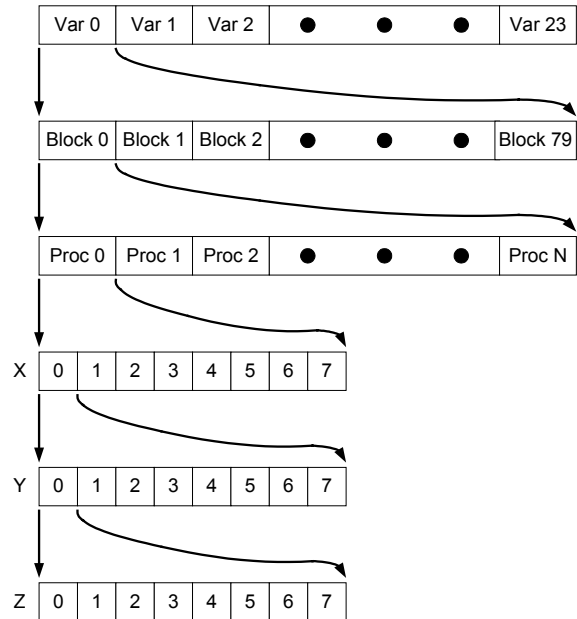 Var 0 Var 1 Var 2 Var 23
Block 0 Block 1 Block 2 Block 79
Proc 0 Proc 1 Proc 2 Proc N
X 0 1 2 3 4 5 6 7
Y 0 1 2 3 4 5 6 7
Z 0 1 2 3 4 5 6 7